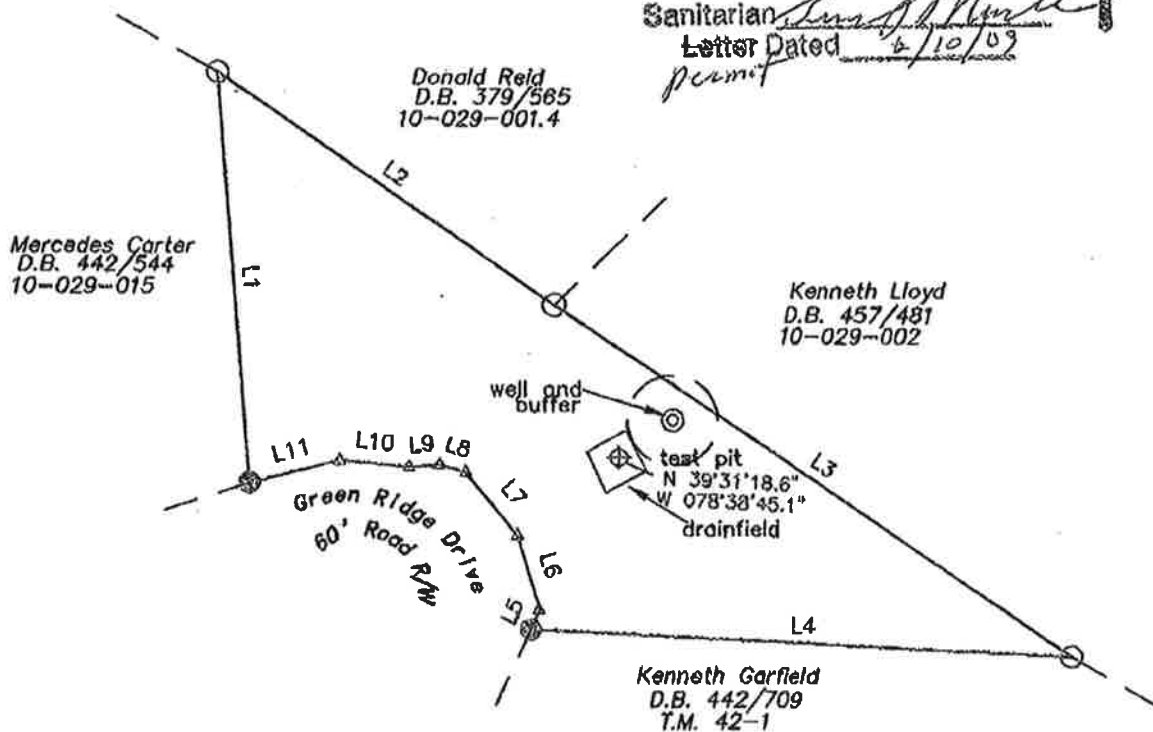 Sanitarian
Letter Dated /10/09
permit
Donald Reid
D.B. 379/565
10-029-001.4
L2
Mercedes Carter
D.B. 442/544
10-029-015
L1
Kenneth Lloyd
D.B. 457/481
10-029-002
well and
buffer
L3
L11
L10
L9
L8
test pit
N 39°31'18.6"
W 078°38'45.1"
drainfield
L7
Green Ridge Drive
60' Road R/W
L6
L5
L4
Kenneth Garfield
D.B. 442/709
T.M. 42-1